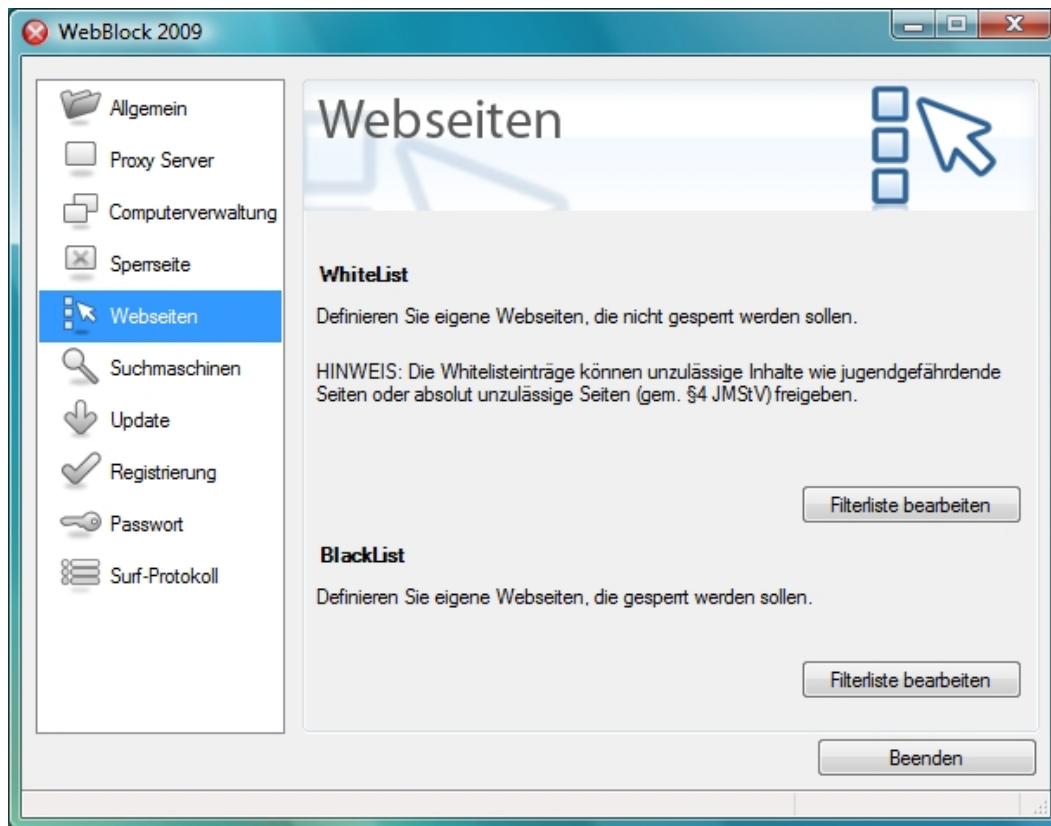 WebBlock 2009
Allgemein
Proxy Server
Computerverwaltung
Sperrseite
Webseiten
Suchmaschinen
Update
Registrierung
Passwort
Surf-Protokoll
Webseiten
WhiteList
Definieren Sie eigene Webseiten, die nicht gesperrt werden sollen.
HINWEIS: Die Whitelisteinträge können unzulässige Inhalte wie jugendgefährdende
Seiten oder absolut unzulässige Seiten (gem. §4 JMStV) freigeben.
Filterliste bearbeiten
BlackList
Definieren Sie eigene Webseiten, die gesperrt werden sollen.
Filterliste bearbeiten
Beenden